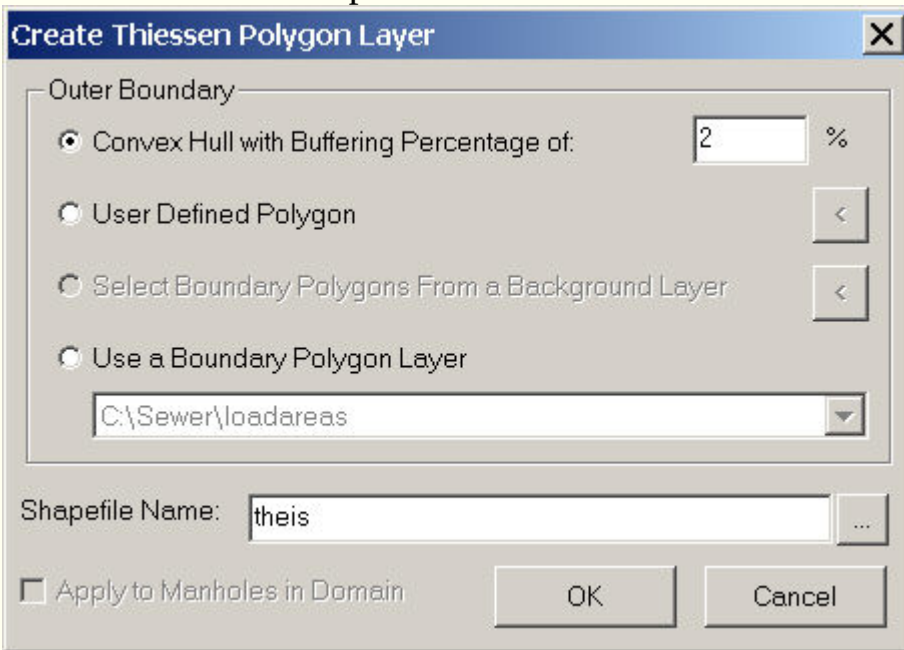 Create Thiessen Polygon Layer
Outer Boundary
Convex Hull with Buffering Percentage of: 2 %
User Defined Polygon <
Select Boundary Polygons From a Background Layer <
Use a Boundary Polygon Layer
C:\Sewer\loadareas
Shapefile Name: theis ...
Apply to Manholes in Domain OK Cancel